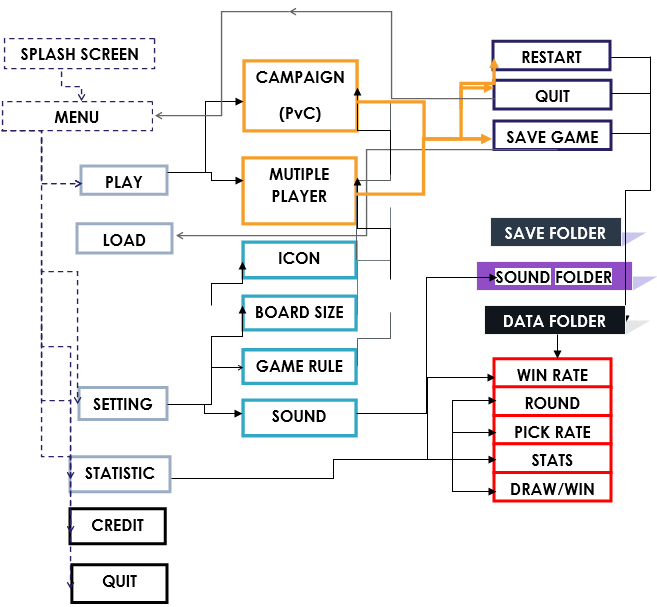 SPLASH SCREEN
MENU
PLAY
LOAD
SETTING
STATISTIC
CREDIT
QUIT
CAMPAIGN
(PvC)
MUTIPLE
PLAYER
ICON
BOARD SIZE
GAME RULE
SOUND
RESTART
QUIT
SAVE GAME
SAVE FOLDER
SOUND FOLDER
DATA FOLDER
WIN RATE
ROUND
PICK RATE
STATS
DRAW/WIN